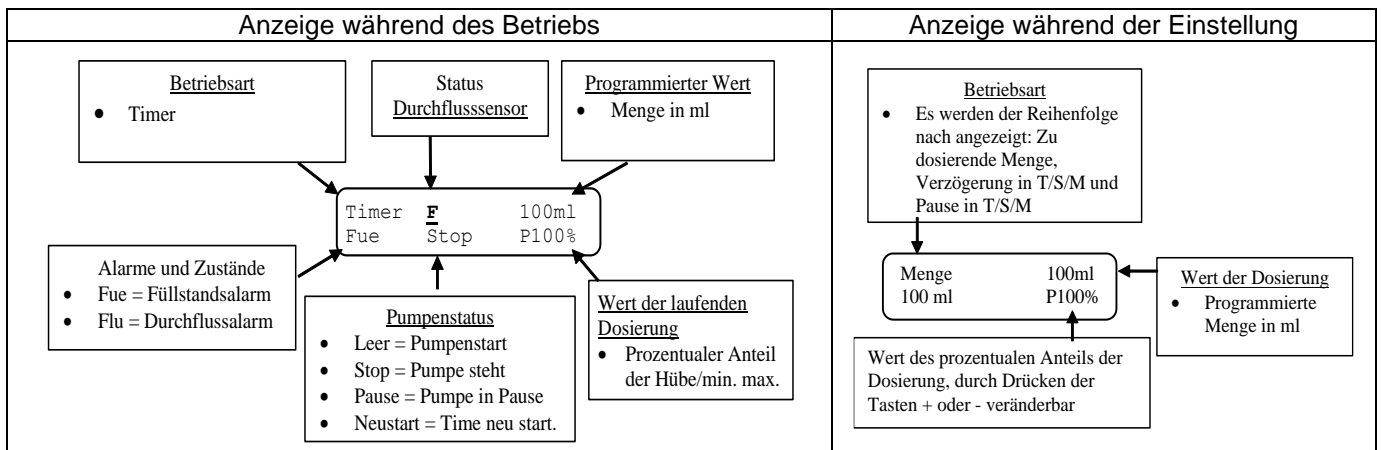 Anzeige während des Betriebs
Betriebsart
• Timer
Status
Durchflusssensor
Programmierter Wert
• Menge in ml
Timer F 100ml
Fue Stop P100%
Alarme und Zustände
• Fue = Füllstandsalarm
• Flu = Durchflussalarm
Pumpenstatus
• Leer = Pumpenstart
• Stop = Pumpe steht
• Pause = Pumpe in Pause
• Neustart = Time neu start.
Wert der laufenden
Dosierung
• Prozentualer Anteil
der Hübe/min. max.
Anzeige während der Einstellung
Betriebsart
• Es werden der Reihenfolge
nach angezeigt: Zu
dosierende Menge,
Verzögerung in T/S/M und
Pause in T/S/M
Menge 100ml
100 ml P100%
Wert der Dosierung
• Programmierte
Menge in ml
Wert des prozentualen Anteils der
Dosierung, durch Drücken der
Tasten + oder - veränderbar